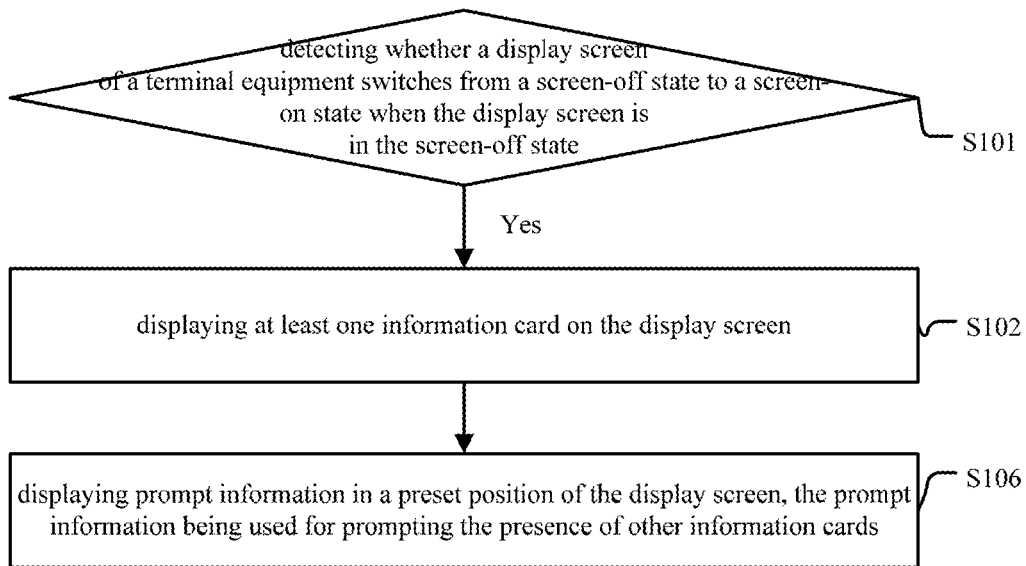 detecting whether a display screen
of a terminal equipment switches from a screen-off state to a screen-
on state when the display screen is
in the screen-off state
S101
Yes
displaying at least one information card on the display screen
S102
displaying prompt information in a preset position of the display screen, the prompt
information being used for prompting the presence of other information cards
S106